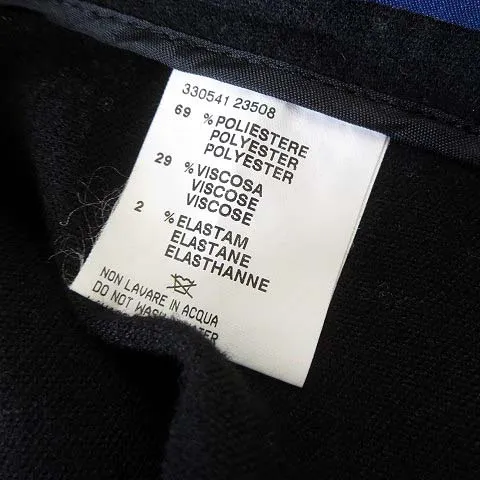 330541 23508
69 % POLIESTERE
POLYESTER
POLYESTER
29 % VISCOSA
VISCOSE
VISCOSE
2 % ELASTAM
ELASTANE
ELASTHANNE
NON LAVARE IN ACQUA
DO NOT WASH